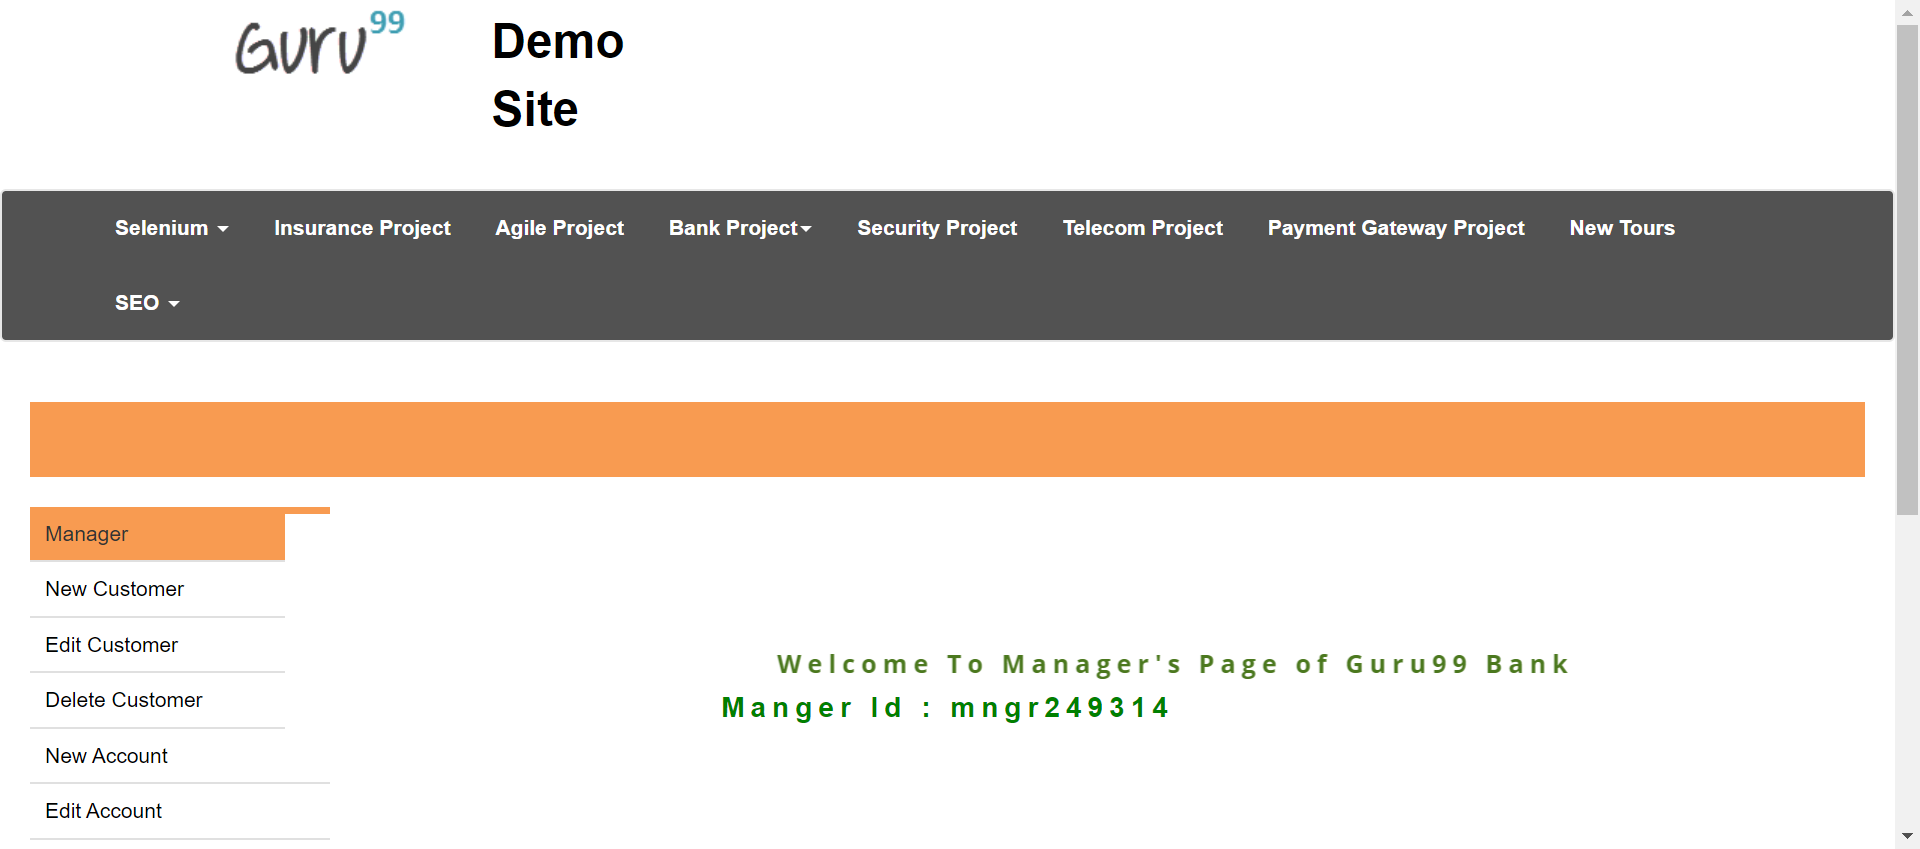 Guru99
Demo
Site
Selenium Insurance Project Agile Project Bank Project Security Project Telecom Project Payment Gateway Project New Tours
SEO
Manager
New Customer
Edit Customer
Delete Customer
New Account
Edit Account
Welcome To Manager's Page of Guru99 Bank
Manger Id : mngr249314